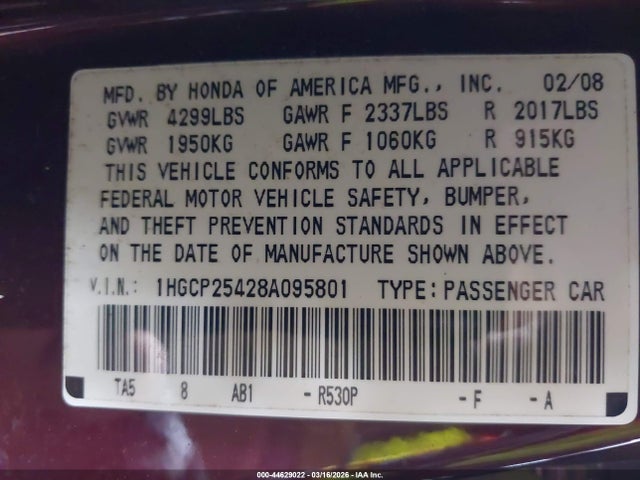 MFD. BY HONDA OF AMERICA MFG., INC. 02/08
GVWR 4299LBS GAWR F 2337LBS R 2017LBS
GVWR 1950KG GAWR F 1060KG R 915KG
THIS VEHICLE CONFORMS TO ALL APPLICABLE
FEDERAL MOTOR VEHICLE SAFETY, BUMPER,
AND THEFT PREVENTION STANDARDS IN EFFECT
ON THE DATE OF MANUFACTURE SHOWN ABOVE.
V.I.N.: 1HGCP25428A095801 TYPE: PASSENGER CAR
TA5 8 AB1 - R530P - F - A
000-44629022 - 03/16/2026 - IAA Inc.